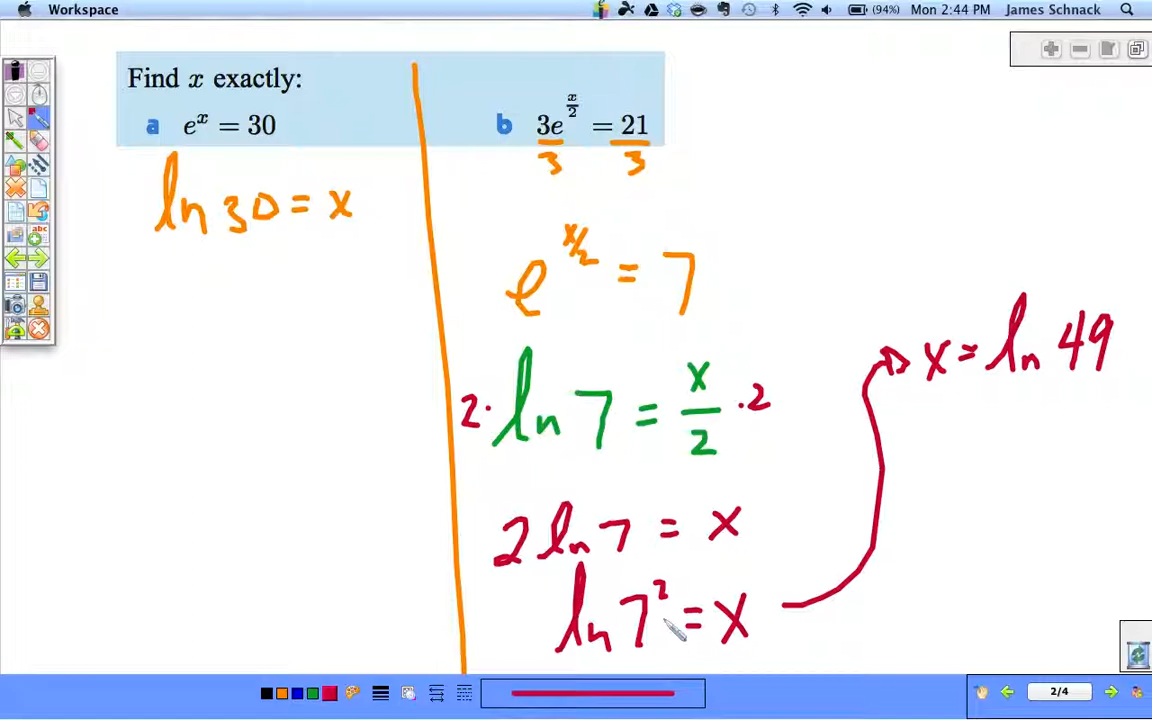 Workspace
(94%) Mon 2:44 PM James Schnack
Find x exactly:
a eˣ = 30
b 3e^(x/2) = 21
3 3
ln 30 = x
e^(x/2) = 7
2· ln 7 = x/2 ·2
2 ln 7 = x
ln 7² = x
x = ln 49
2/4